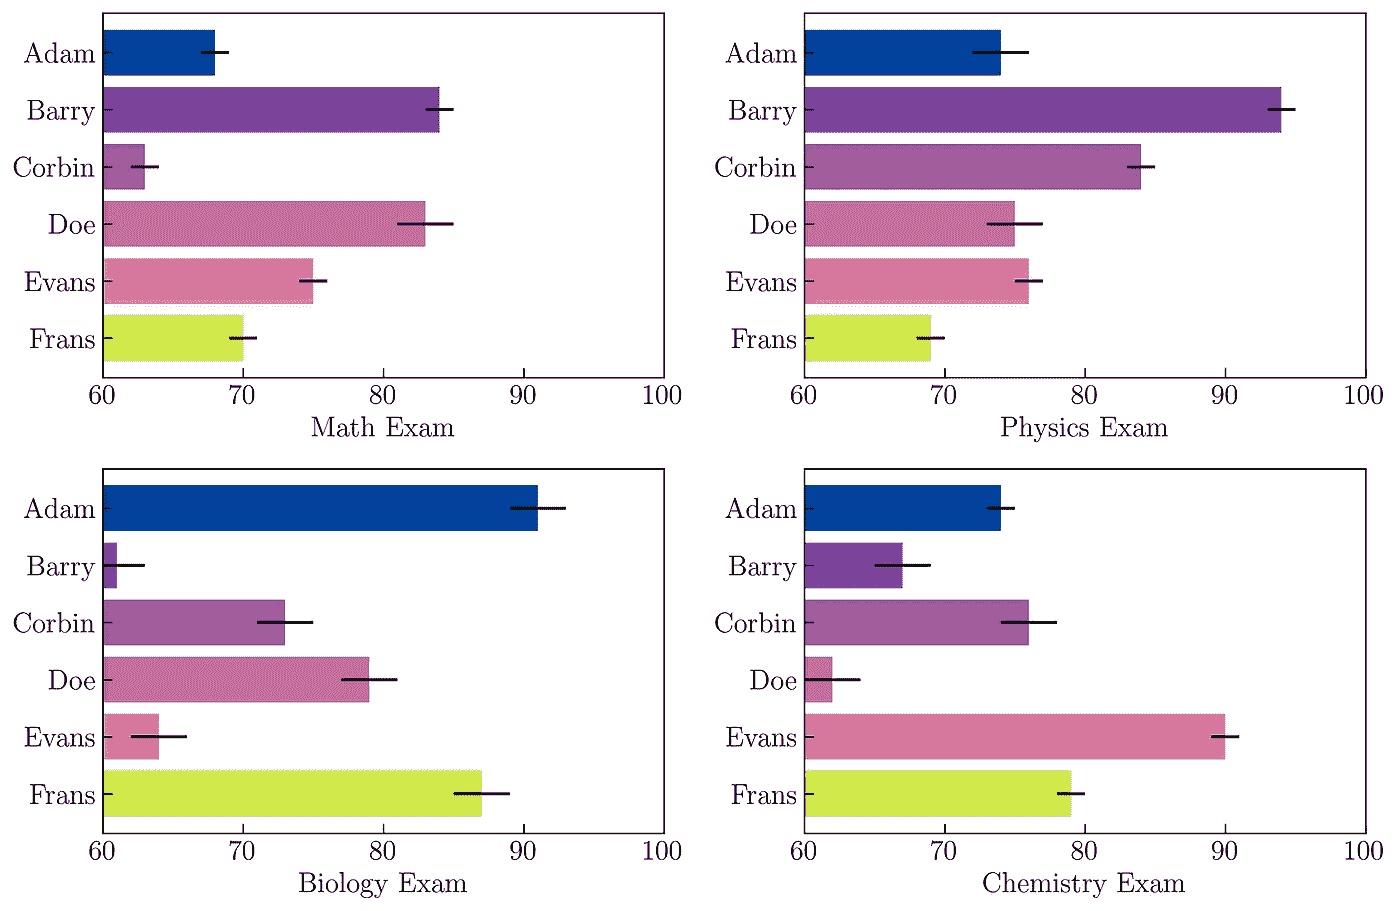 Adam
Barry
Corbin
Doe
Evans
Frans
60 70 80 90 100
Math Exam
Adam
Barry
Corbin
Doe
Evans
Frans
60 70 80 90 100
Physics Exam
Adam
Barry
Corbin
Doe
Evans
Frans
60 70 80 90 100
Biology Exam
Adam
Barry
Corbin
Doe
Evans
Frans
60 70 80 90 100
Chemistry Exam